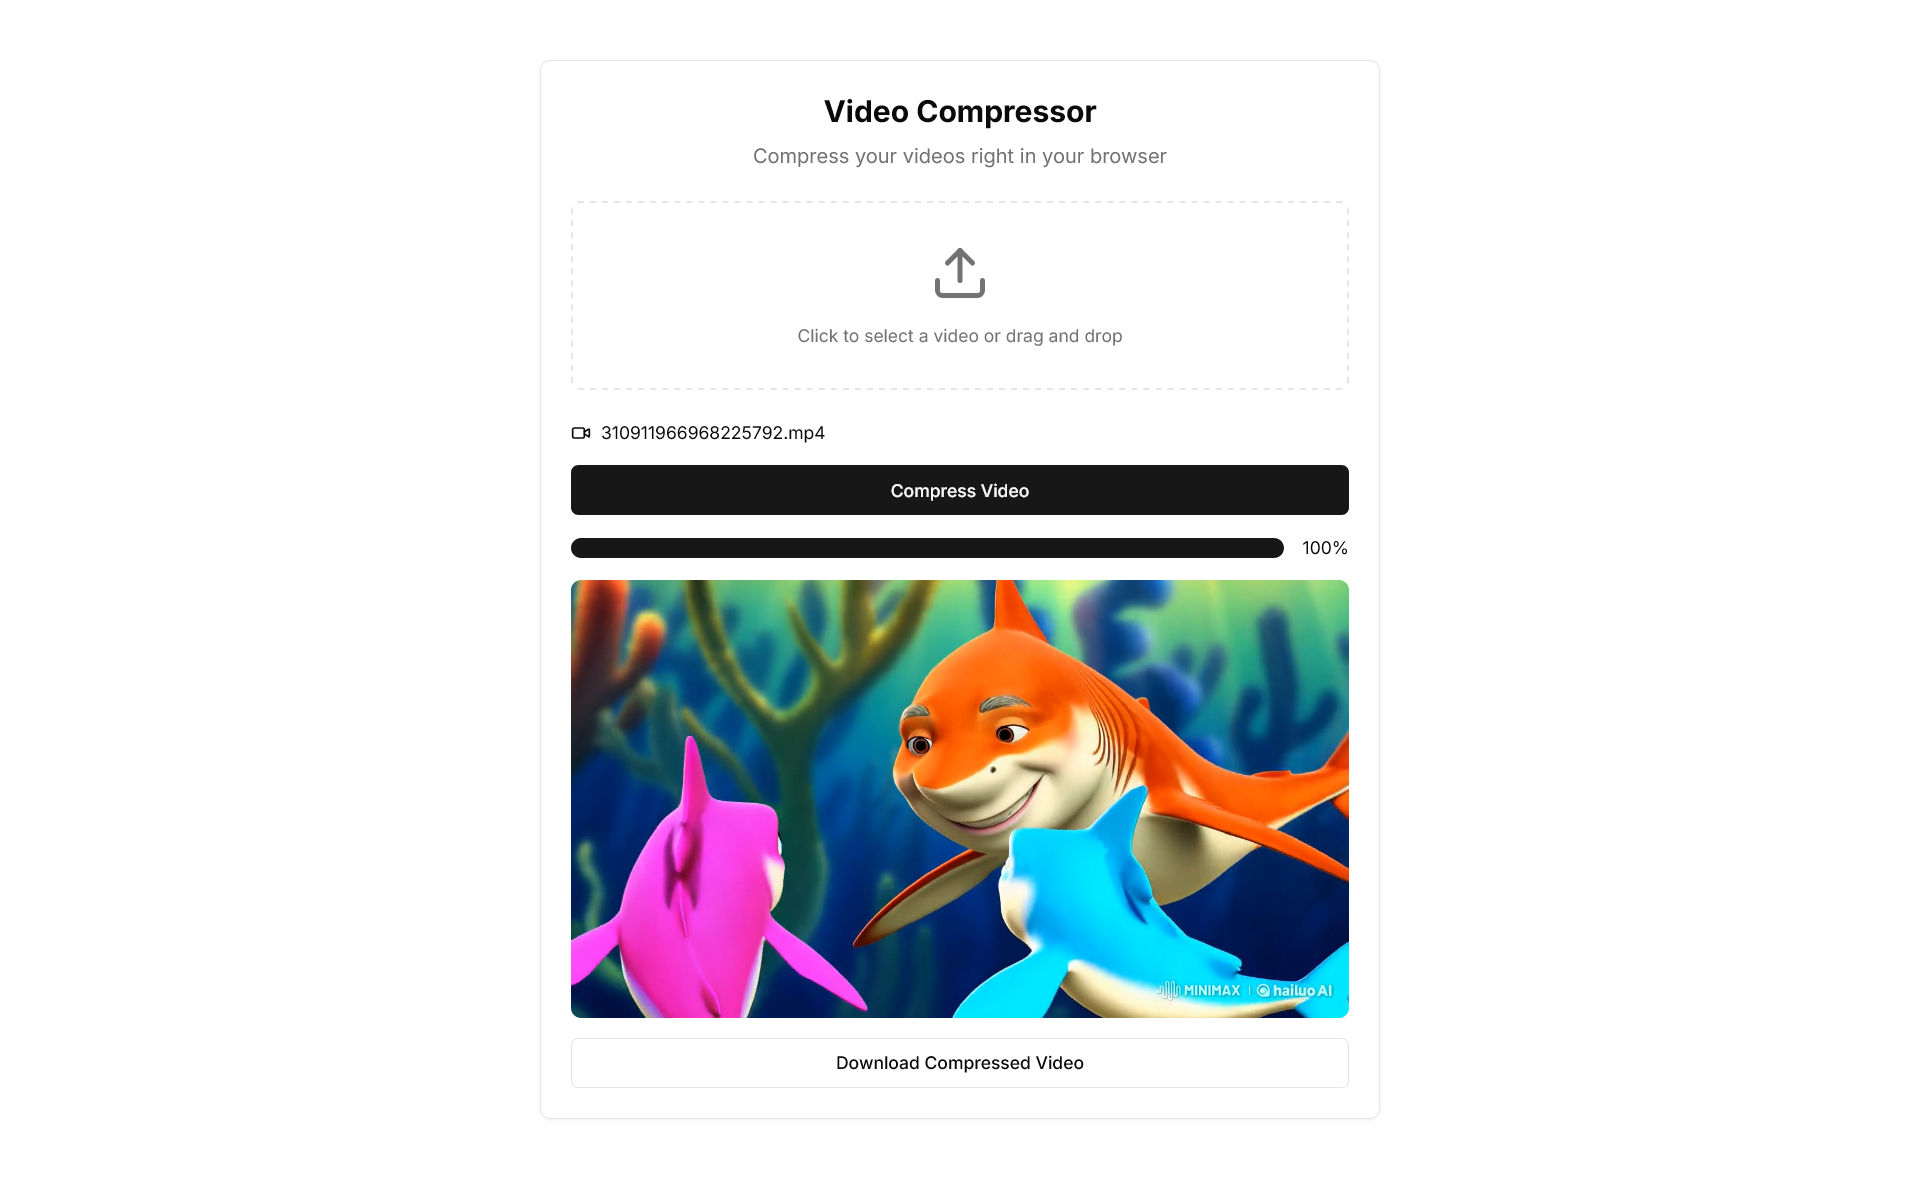 Video Compressor
Compress your videos right in your browser
Click to select a video or drag and drop
310911966968225792.mp4
Compress Video
100%
MINIMAX | hailuo AI
Download Compressed Video